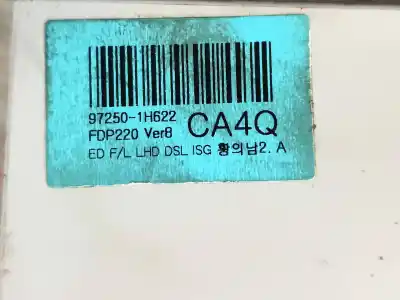 97250-1H622
FDP220 Ver8 CA4Q
ED F/L LHD DSL ISG 황의남2. A